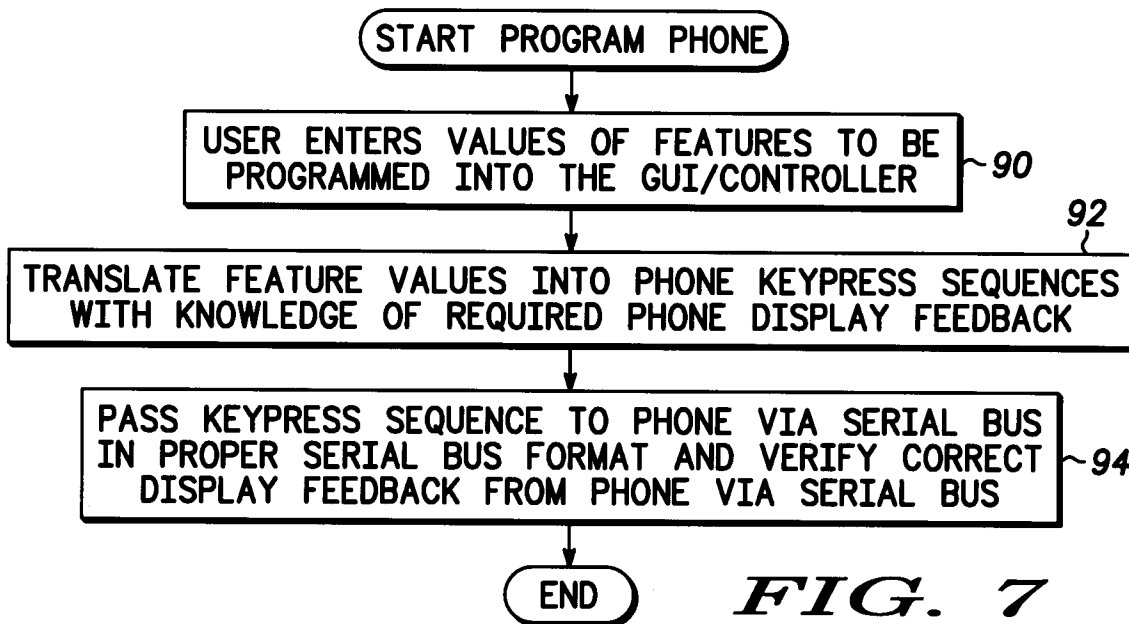 START PROGRAM PHONE
USER ENTERS VALUES OF FEATURES TO BE
PROGRAMMED INTO THE GUI/CONTROLLER
90
92
TRANSLATE FEATURE VALUES INTO PHONE KEYPRESS SEQUENCES
WITH KNOWLEDGE OF REQUIRED PHONE DISPLAY FEEDBACK
PASS KEYPRESS SEQUENCE TO PHONE VIA SERIAL BUS
IN PROPER SERIAL BUS FORMAT AND VERIFY CORRECT
DISPLAY FEEDBACK FROM PHONE VIA SERIAL BUS
94
END
FIG. 7